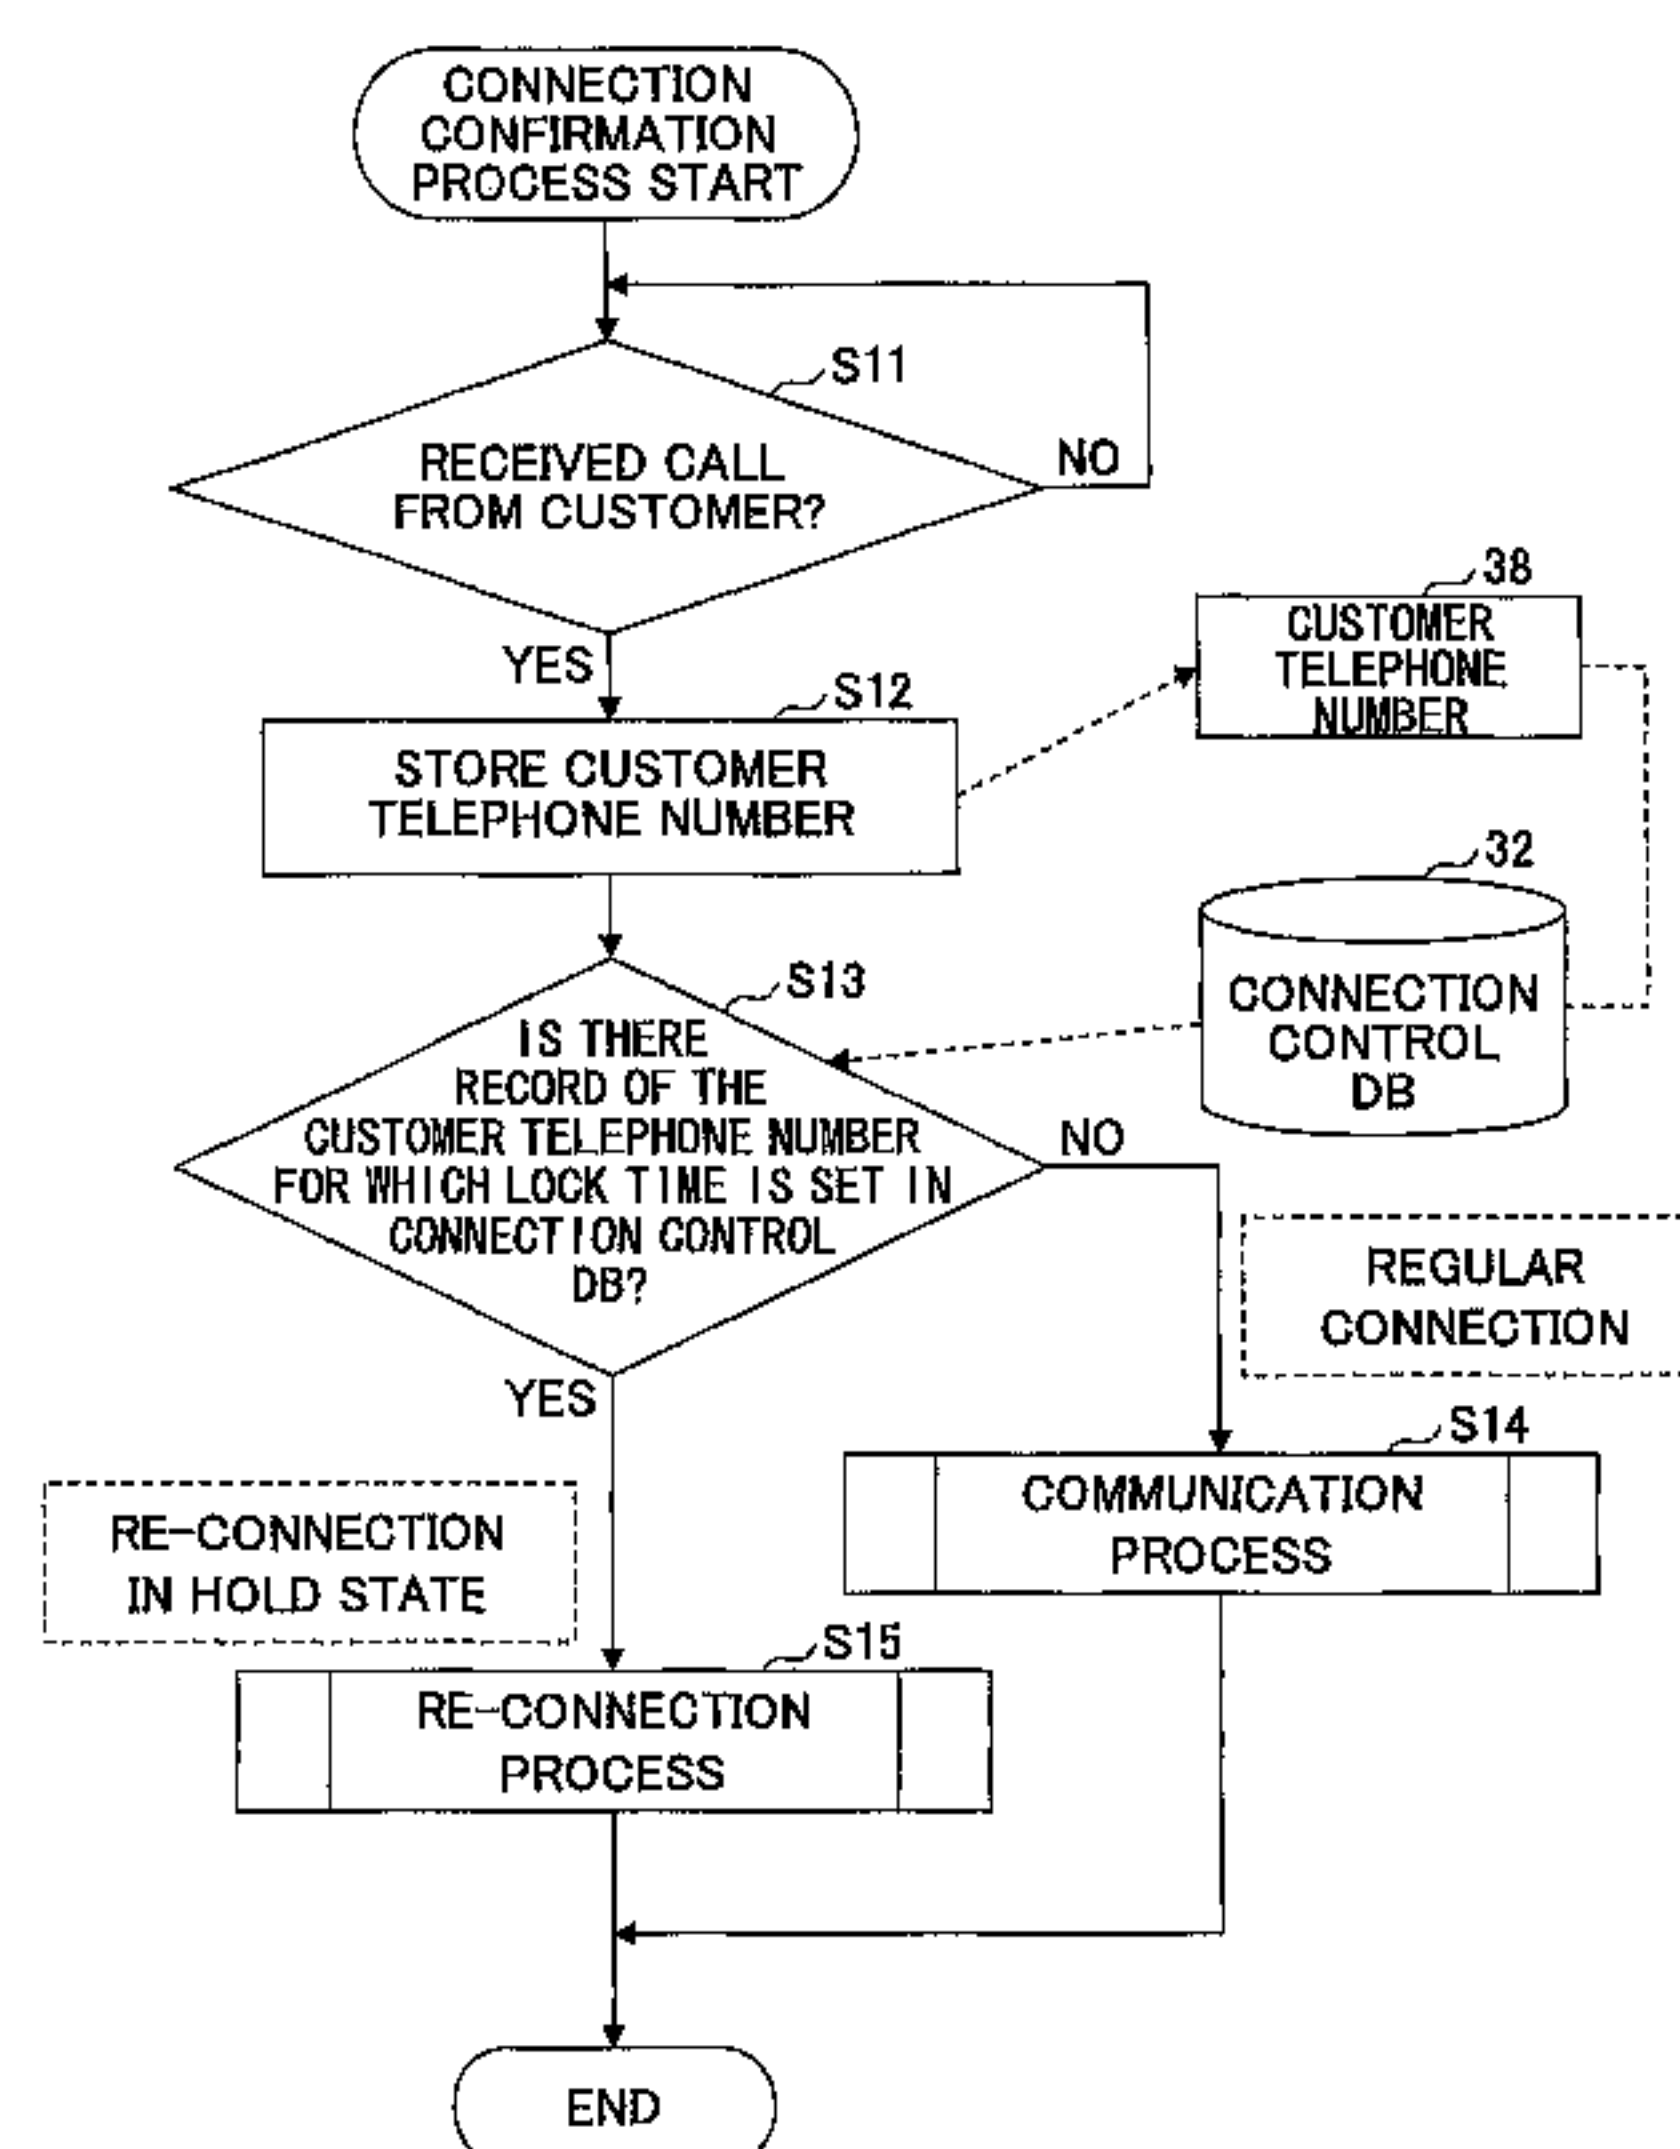 CONNECTION
CONFIRMATION
PROCESS START
S11
RECEIVED CALL
FROM CUSTOMER?
NO
YES
38
CUSTOMER
TELEPHONE
NUMBER
S12
STORE CUSTOMER
TELEPHONE NUMBER
32
CONNECTION
CONTROL
DB
S13
IS THERE
RECORD OF THE
CUSTOMER TELEPHONE NUMBER
FOR WHICH LOCK TIME IS SET IN
CONNECTION CONTROL
DB?
NO
YES
REGULAR
CONNECTION
S14
COMMUNICATION
PROCESS
RE-CONNECTION
IN HOLD STATE
S15
RE-CONNECTION
PROCESS
END